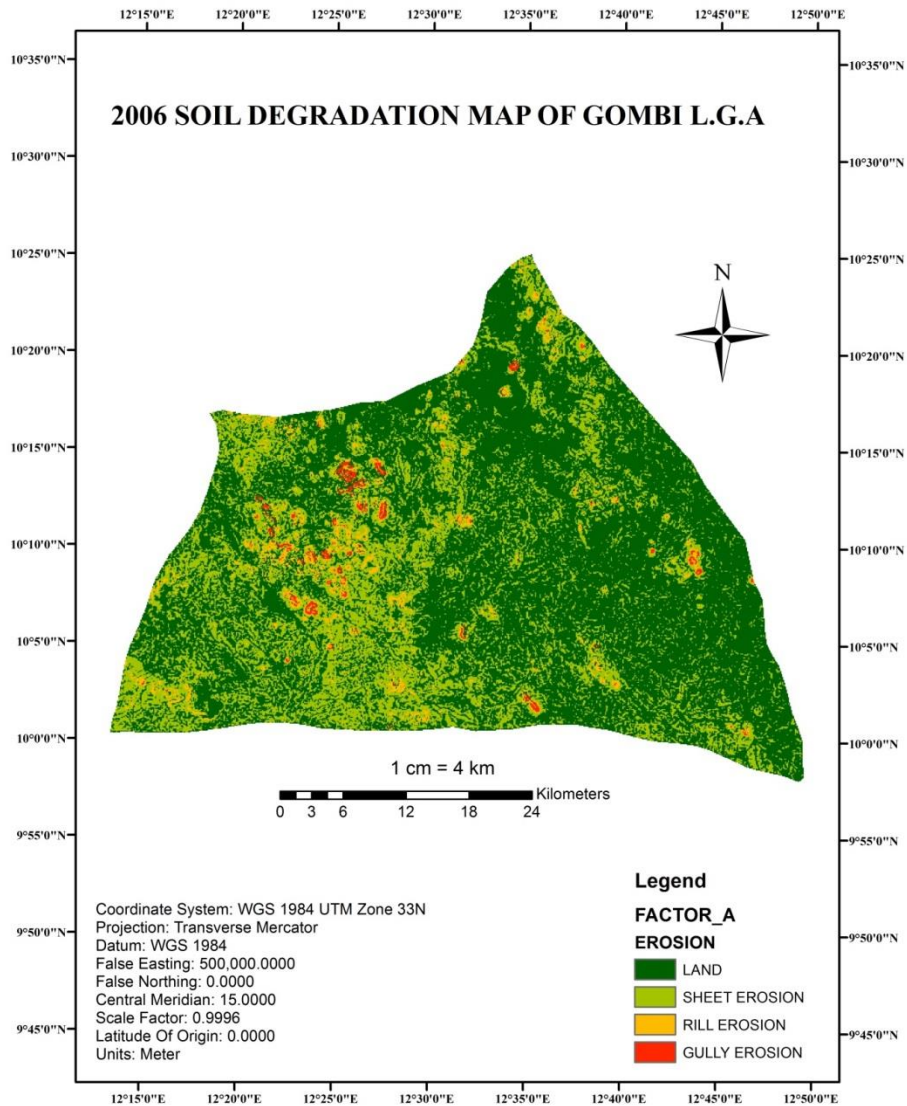 12°15'0"E 12°20'0"E 12°25'0"E 12°30'0"E 12°35'0"E 12°40'0"E 12°45'0"E 12°50'0"E
10°35'0"N 10°35'0"N
2006 SOIL DEGRADATION MAP OF GOMBI L.G.A
10°30'0"N 10°30'0"N
10°25'0"N 10°25'0"N
N
10°20'0"N 10°20'0"N
10°15'0"N 10°15'0"N
10°10'0"N 10°10'0"N
10°5'0"N 10°5'0"N
10°0'0"N 10°0'0"N
1 cm = 4 km
Kilometers
0 3 6 12 18 24
9°55'0"N 9°55'0"N
Legend
FACTOR_A
EROSION
LAND
SHEET EROSION
RILL EROSION
GULLY EROSION
Coordinate System: WGS 1984 UTM Zone 33N
Projection: Transverse Mercator
Datum: WGS 1984
False Easting: 500,000.0000
False Northing: 0.0000
Central Meridian: 15.0000
Scale Factor: 0.9996
Latitude Of Origin: 0.0000
Units: Meter
9°50'0"N 9°50'0"N
9°45'0"N 9°45'0"N
12°15'0"E 12°20'0"E 12°25'0"E 12°30'0"E 12°35'0"E 12°40'0"E 12°45'0"E 12°50'0"E